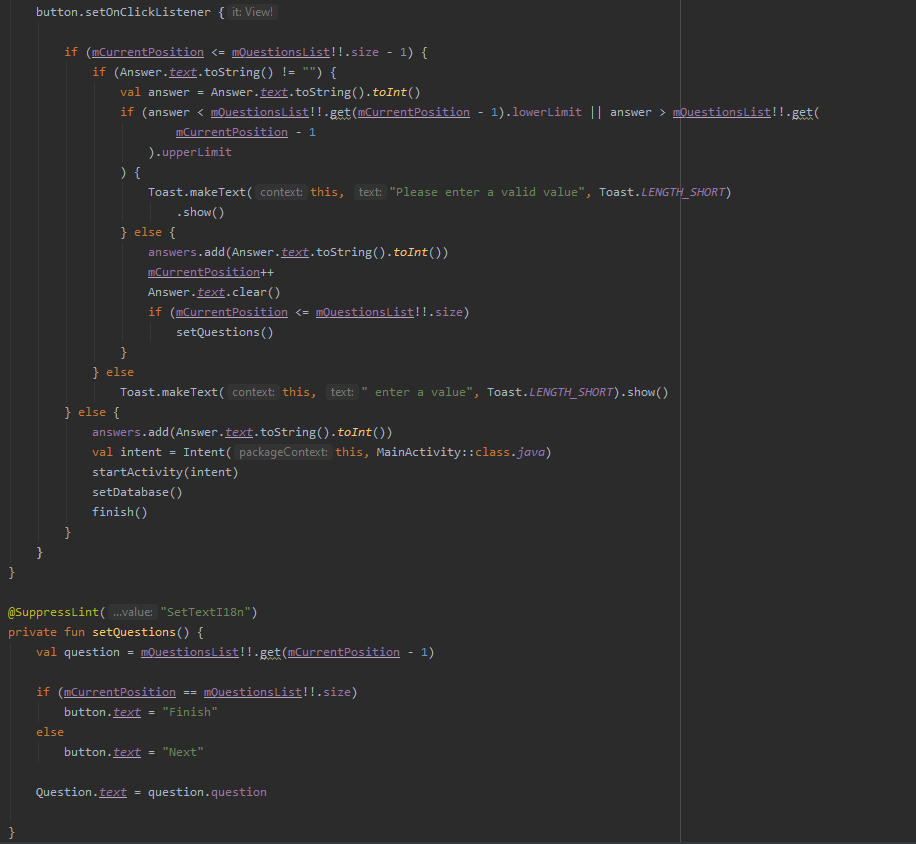 button.setOnClickListener { it: View!
if (mCurrentPosition <= mQuestionsList!!.size - 1) {
if (Answer.text.toString() != "") {
val answer = Answer.text.toString().toInt()
if (answer < mQuestionsList!!.get(mCurrentPosition - 1).lowerLimit || answer > mQuestionsList!!.get(
mCurrentPosition - 1
).upperLimit
) {
Toast.makeText( context: this, text: "Please enter a valid value", Toast.LENGTH_SHORT)
.show()
} else {
answers.add(Answer.text.toString().toInt())
mCurrentPosition++
Answer.text.clear()
if (mCurrentPosition <= mQuestionsList!!.size)
setQuestions()
}
} else
Toast.makeText( context: this, text: " enter a value", Toast.LENGTH_SHORT).show()
} else {
answers.add(Answer.text.toString().toInt())
val intent = Intent( packageContext: this, MainActivity::class.java)
startActivity(intent)
setDatabase()
finish()
}
}
}
@SuppressLint( ...value: "SetTextI18n")
private fun setQuestions() {
val question = mQuestionsList!!.get(mCurrentPosition - 1)
if (mCurrentPosition == mQuestionsList!!.size)
button.text = "Finish"
else
button.text = "Next"
Question.text = question.question
}